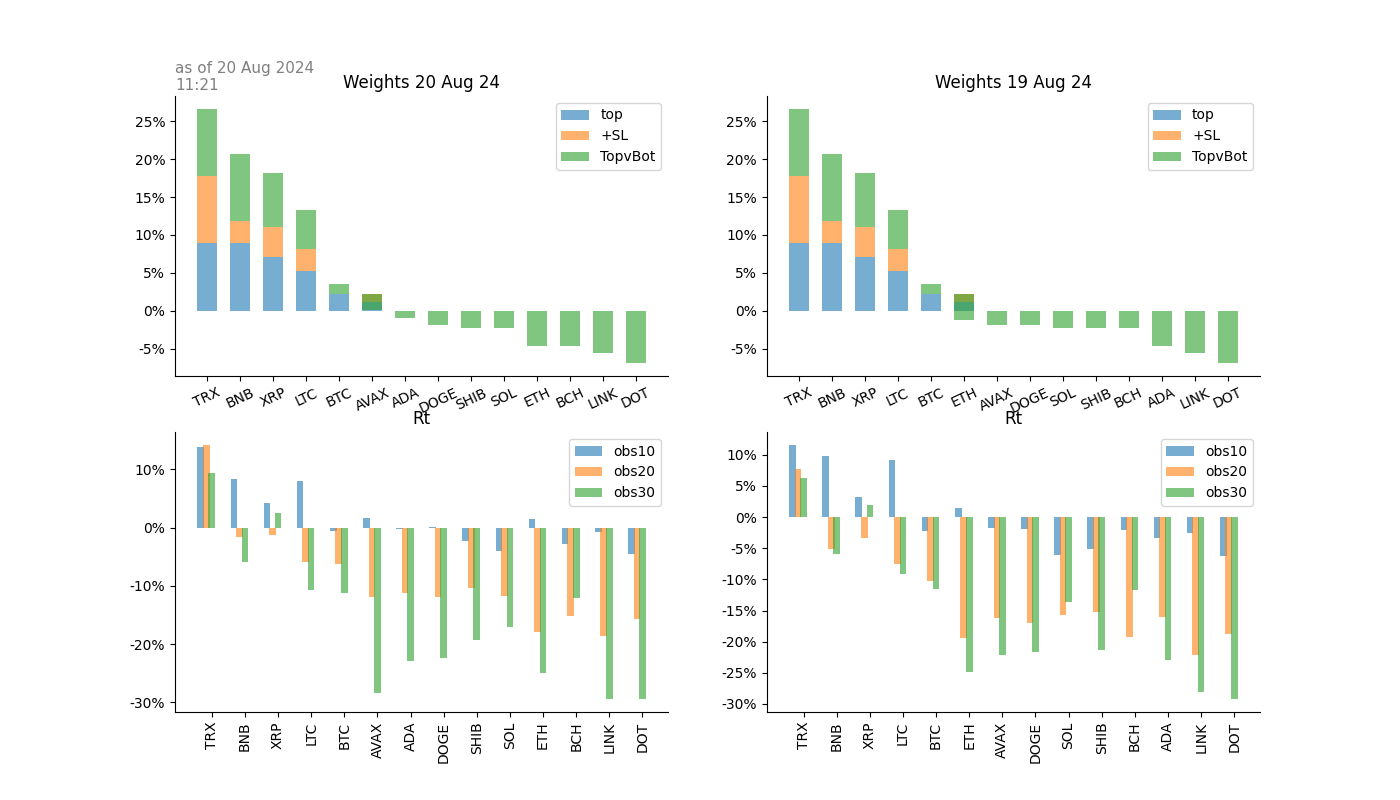 as of 20 Aug 2024
11:21
Weights 20 Aug 24
25%
20%
15%
10%
5%
0%
-5%
top
+SL
TopvBot
TRX BNB XRP LTC BTC AVAX ADA DOGE SHIB SOL ETH BCH LINK DOT
Weights 19 Aug 24
25%
20%
15%
10%
5%
0%
-5%
top
+SL
TopvBot
TRX BNB XRP LTC BTC ETH AVAX DOGE SOL SHIB BCH ADA LINK DOT
Rt
10%
0%
-10%
-20%
-30%
obs10
obs20
obs30
TRX BNB XRP LTC BTC AVAX ADA DOGE SHIB SOL ETH BCH LINK DOT
Rt
10%
5%
0%
-5%
-10%
-15%
-20%
-25%
-30%
obs10
obs20
obs30
TRX BNB XRP LTC BTC ETH AVAX DOGE SOL SHIB BCH ADA LINK DOT